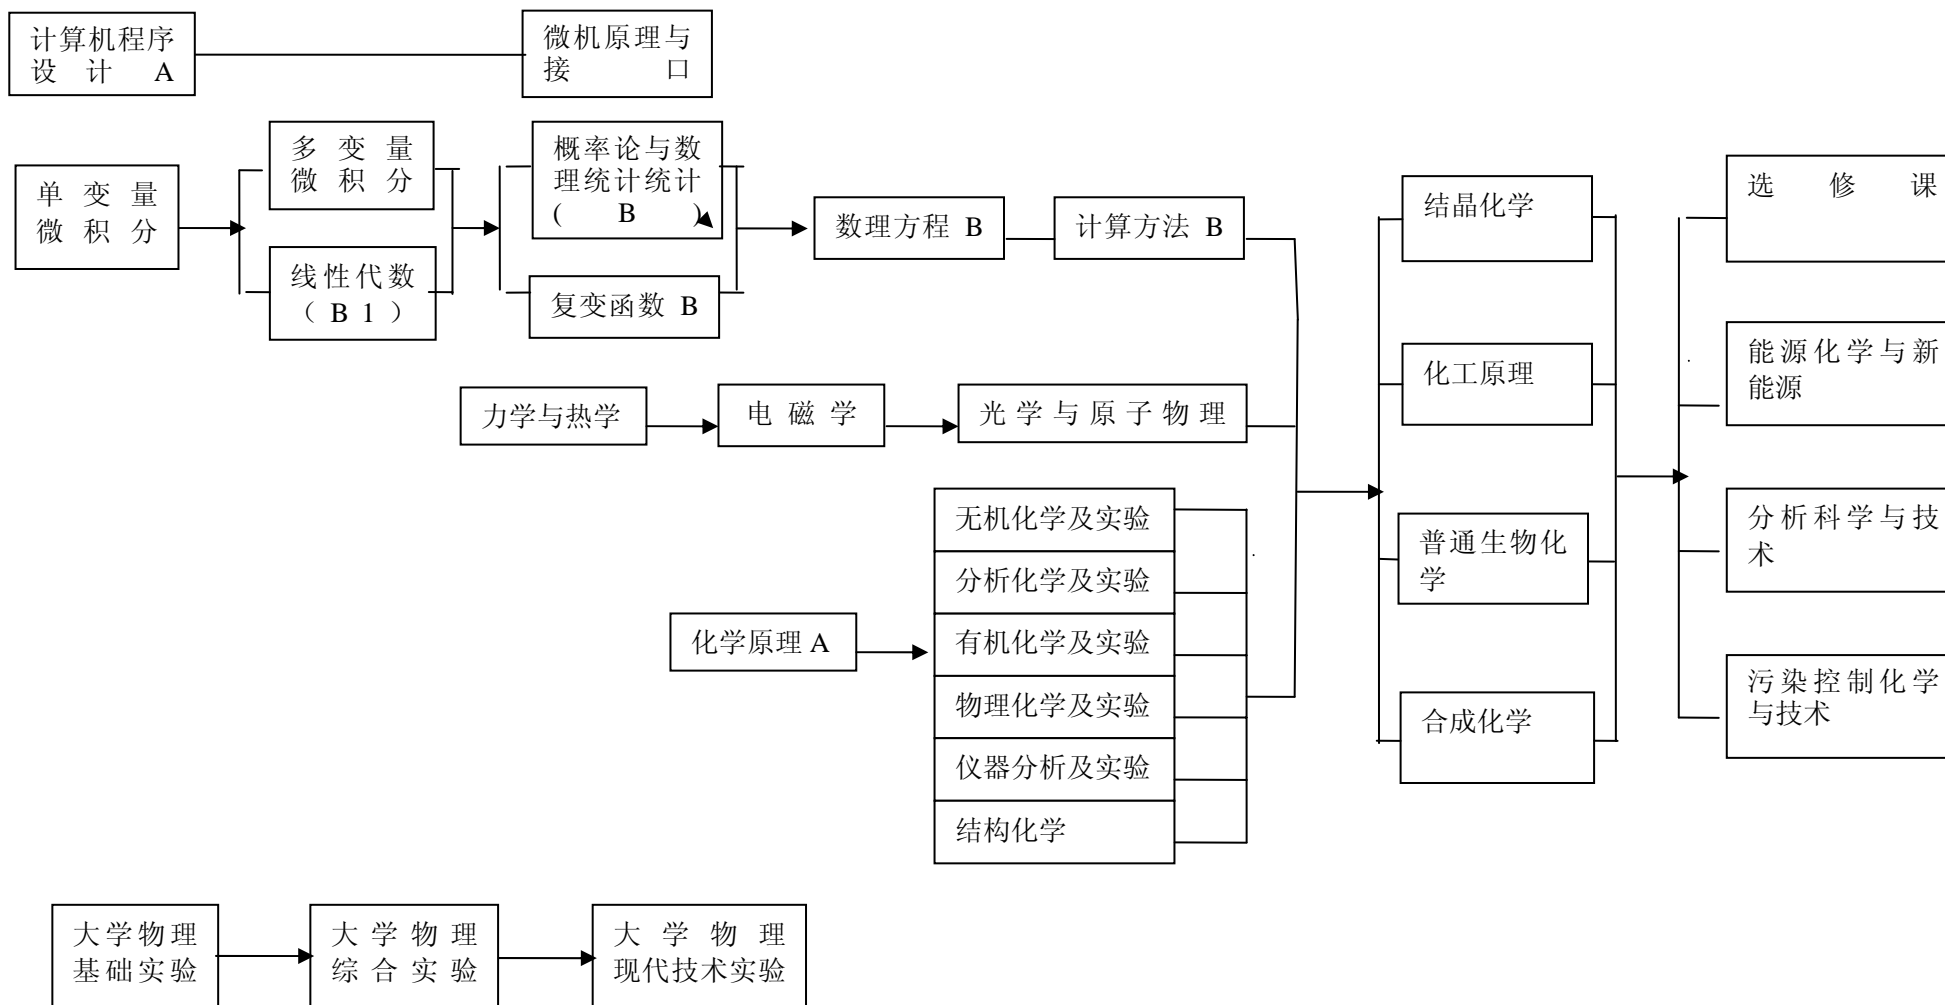 计算机程序
设计 A
微机原理与
接口
单变量
微积分
多变量
微积分
线性代数
（B1）
概率论与数
理统计统计
( B )
复变函数 B
数理方程 B
计算方法 B
力学与热学
电磁学
光学与原子物理
化学原理 A
无机化学及实验
分析化学及实验
有机化学及实验
物理化学及实验
仪器分析及实验
结构化学
结晶化学
化工原理
普通生物化
学
合成化学
选修课
能源化学与新
能源
分析科学与技
术
污染控制化学
与技术
大学物理
基础实验
大学物理
综合实验
大学物理
现代技术实验